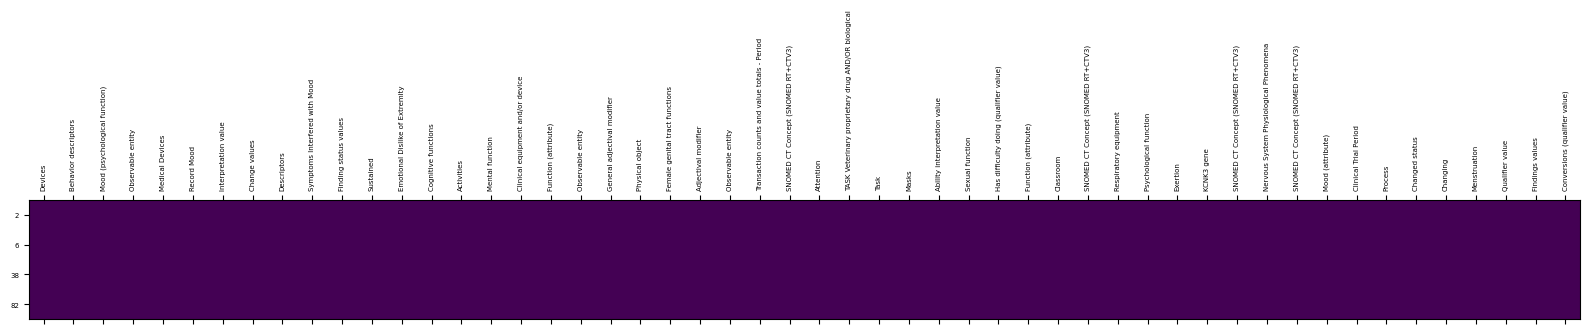 Devices
Behavior descriptors
Mood (psychological function)
Observable entity
Medical Devices
Record Mood
Interpretation value
Change values
Descriptors
Symptoms Interfered with Mood
Finding status values
Sustained
Emotional Dislike of Extremity
Cognitive functions
Activities
Mental function
Clinical equipment and/or device
Function (attribute)
Observable entity
General adjectival modifier
Physical object
Female genital tract functions
Adjectival modifier
Observable entity
Transaction counts and value totals - Period
SNOMED CT Concept (SNOMED RT+CTV3)
Attention
TASK Veterinary proprietary drug AND/OR biological
Task
Masks
Ability interpretation value
Sexual function
Has difficulty doing (qualifier value)
Function (attribute)
Classroom
SNOMED CT Concept (SNOMED RT+CTV3)
Respiratory equipment
Psychological function
Exertion
KCNK3 gene
SNOMED CT Concept (SNOMED RT+CTV3)
Nervous System Physiological Phenomena
SNOMED CT Concept (SNOMED RT+CTV3)
Mood (attribute)
Clinical Trial Period
Process
Changed status
Changing
Menstruation
Qualifier value
Findings values
Conversions (qualifier value)
2
6
38
82